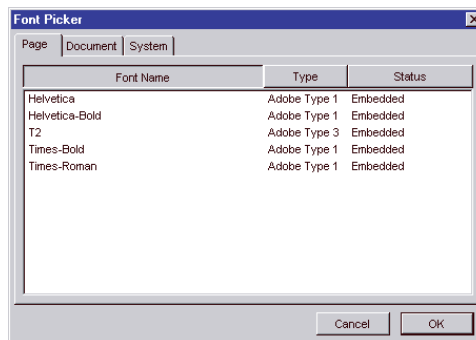 Font Picker
Page Document System
Font Name Type Status
Helvetica Adobe Type 1 Embedded
Helvetica-Bold Adobe Type 1 Embedded
T2 Adobe Type 3 Embedded
Times-Bold Adobe Type 1 Embedded
Times-Roman Adobe Type 1 Embedded
Cancel OK